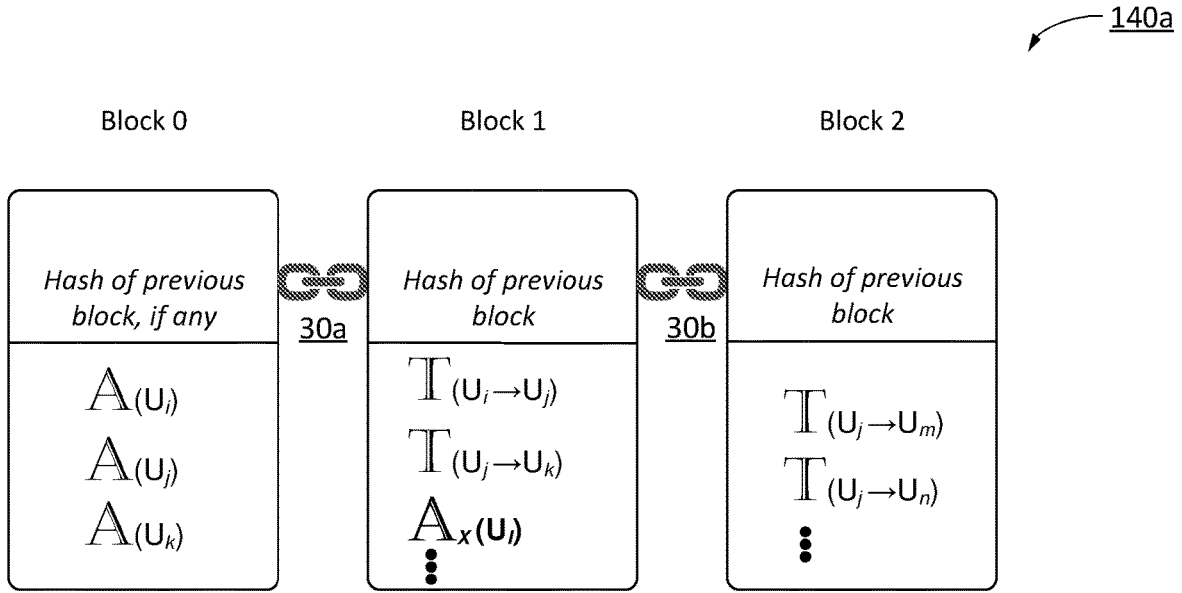 140a
Block 0
Block 1
Block 2
Hash of previous
block, if any
𝔸(Uᵢ)
𝔸(Uⱼ)
𝔸(Uₖ)
30a
Hash of previous
block
𝕋(Uᵢ→Uⱼ)
𝕋(Uⱼ→Uₖ)
𝔸ₓ(Uₗ)
30b
Hash of previous
block
𝕋(Uⱼ→Uₘ)
𝕋(Uⱼ→Uₙ)